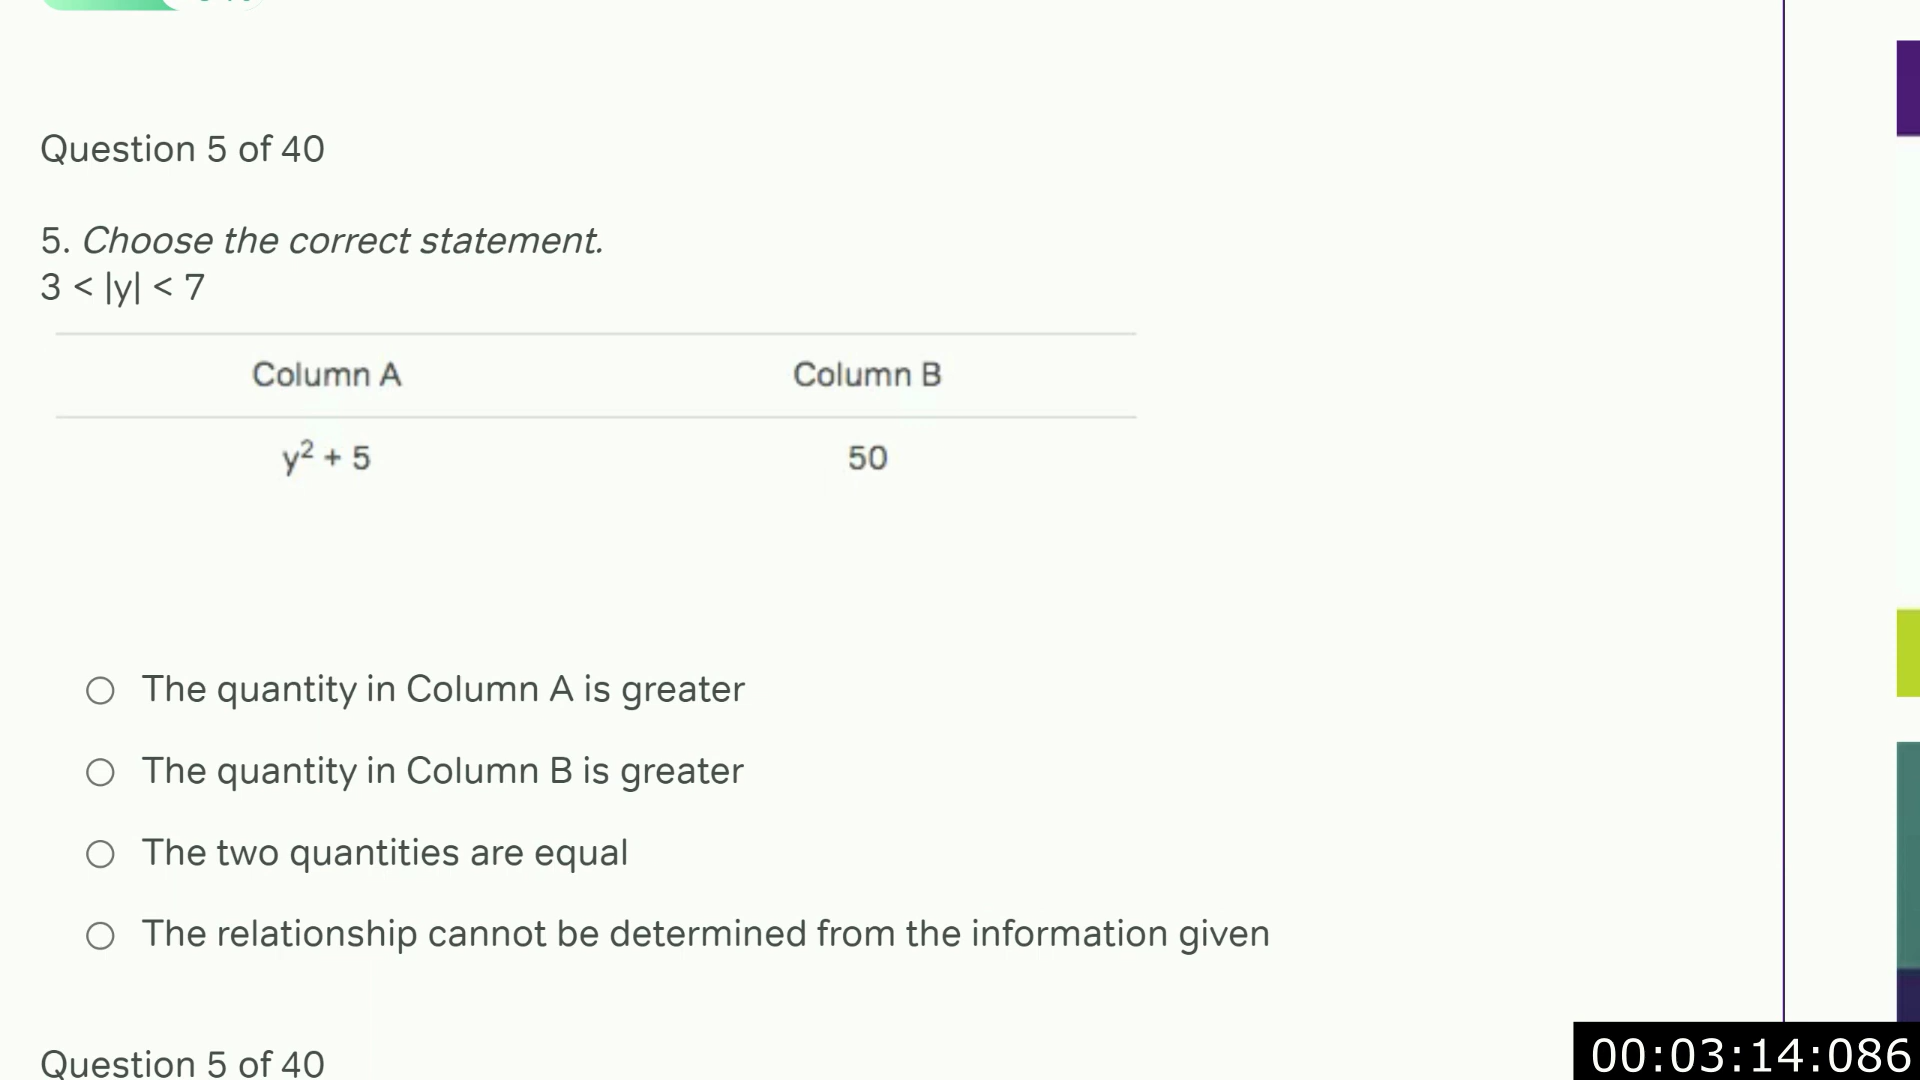 Question 5 of 40
5. Choose the correct statement.
3 < |y| < 7
Column A Column B
y² + 5 50
The quantity in Column A is greater
The quantity in Column B is greater
The two quantities are equal
The relationship cannot be determined from the information given
Question 5 of 40
00:03:14:086